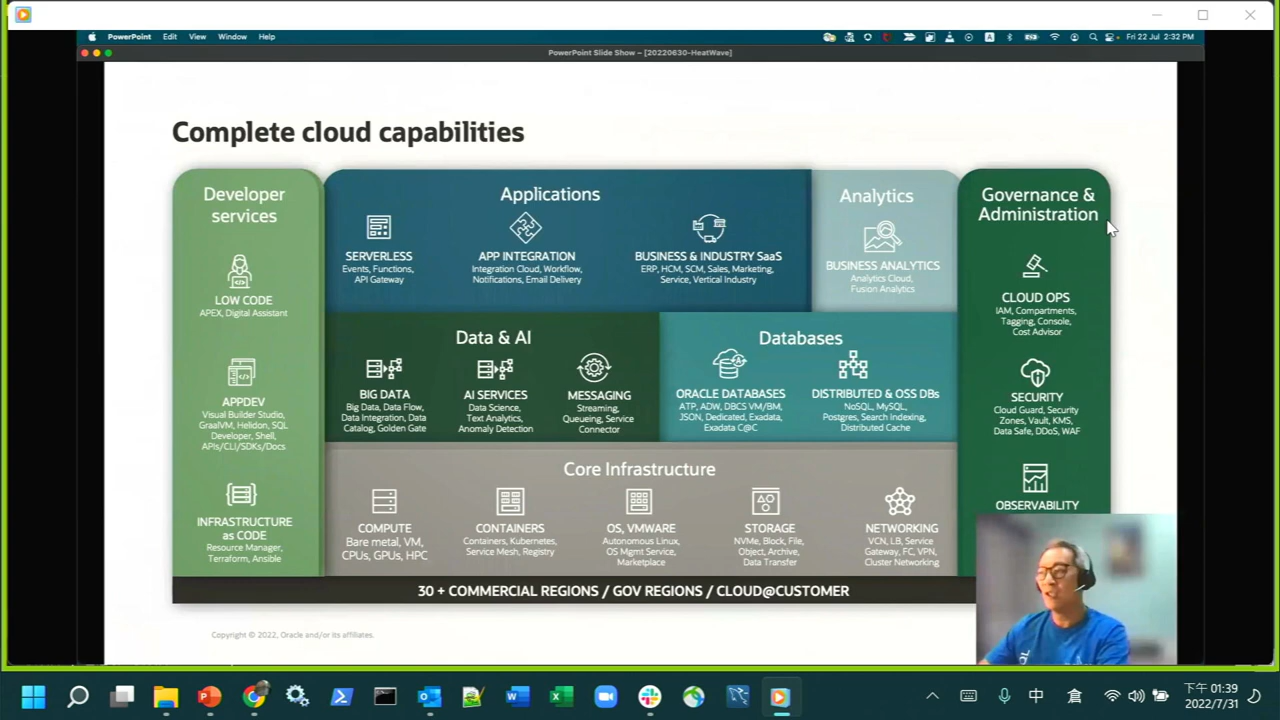 PowerPoint Edit View Window Help
Fri 22 Jul 2:32 PM
PowerPoint Slide Show – [20220630-HeatWave]
Complete cloud capabilities
Developer
services
LOW CODE
APEX, Digital Assistant
APPDEV
Visual Builder Studio,
GraalVM, Helidon, SQL
Developer, Shell,
APIs/CLI/SDKs/Docs
INFRASTRUCTURE
as CODE
Resource Manager,
Terraform, Ansible
Applications
SERVERLESS
Events, Functions,
API Gateway
APP INTEGRATION
Integration Cloud, Workflow,
Notifications, Email Delivery
BUSINESS & INDUSTRY SaaS
ERP, HCM, SCM, Sales, Marketing,
Service, Vertical Industry
Analytics
BUSINESS ANALYTICS
Analytics Cloud,
Fusion Analytics
Data & AI
BIG DATA
Big Data, Data Flow,
Data Integration, Data
Catalog, Golden Gate
AI SERVICES
Data Science,
Text Analytics,
Anomaly Detection
MESSAGING
Streaming,
Queueing, Service
Connector
Databases
ORACLE DATABASES
ATP, ADW, DBCS VM/BM,
JSON, Dedicated, Exadata,
Exadata C@C
DISTRIBUTED & OSS DBs
NoSQL, MySQL,
Postgres, Search Indexing,
Distributed Cache
Core Infrastructure
COMPUTE
Bare metal, VM,
CPUs, GPUs, HPC
CONTAINERS
Containers, Kubernetes,
Service Mesh, Registry
OS, VMWARE
Autonomous Linux,
OS Mgmt Service,
Marketplace
STORAGE
NVMe, Block, File,
Object, Archive,
Data Transfer
NETWORKING
VCN, LB, Service
Gateway, FC, VPN,
Cluster Networking
Governance &
Administration
CLOUD OPS
IAM, Compartments,
Tagging, Console,
Cost Advisor
SECURITY
Cloud Guard, Security
Zones, Vault, KMS,
Data Safe, DDoS, WAF
OBSERVABILITY
30 + COMMERCIAL REGIONS / GOV REGIONS / CLOUD@CUSTOMER
Copyright © 2022, Oracle and/or its affiliates.
中
下午 01:39
2022/7/31